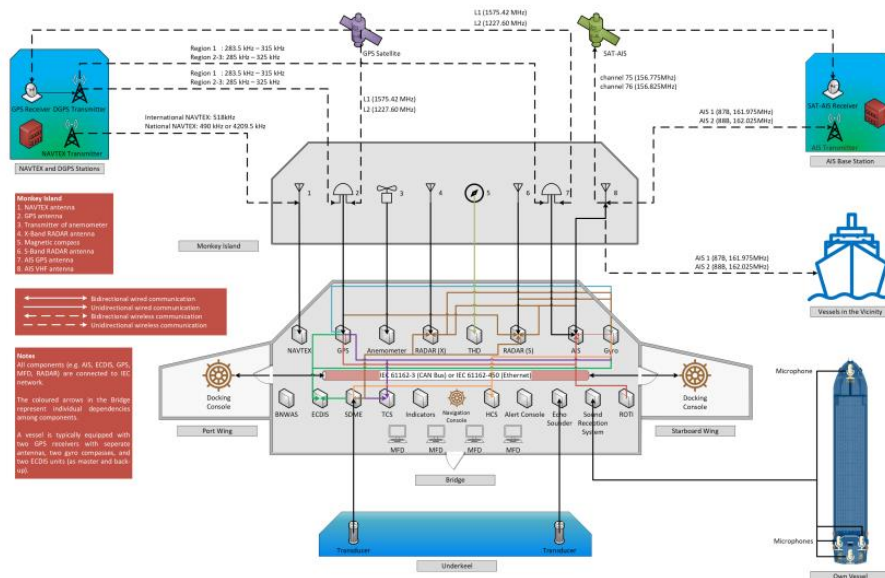 L1 (1575.42 MHz)
L2 (1227.60 MHz)
GPS Satellite
SAT-AIS
Region 1 : 283.5 kHz – 315 kHz
Region 2-3: 285 kHz – 325 kHz
Region 1 : 283.5 kHz – 315 kHz
Region 2-3: 285 kHz – 325 kHz
L1 (1575.42 MHz)
L2 (1227.60 MHz)
channel 75 (156.775MHz)
channel 76 (156.825MHz)
GPS Receiver
DGPS Transmitter
International NAVTEX: 518kHz
National NAVTEX: 490 kHz or 4209.5 kHz
NAVTEX Transmitter
NAVTEX and DGPS Stations
SAT-AIS Receiver
AIS 1 (87B, 161.975MHz)
AIS 2 (88B, 162.025MHz)
AIS Transmitter
AIS Base Station
1
2
3
4
5
6
7
8
Monkey Island
Monkey Island
1. NAVTEX antenna
2. GPS antenna
3. Transmitter of anemometer
4. X-Band RADAR antenna
5. Magnetic compass
6. S-Band RADAR antenna
7. AIS GPS antenna
8. AIS VHF antenna
AIS 1 (87B, 161.975MHz)
AIS 2 (88B, 162.025MHz)
Vessels in the Vicinity
Bidirectional wired communication
Unidirectional wired communication
Bidirectional wireless communication
Unidirectional wireless communication
Notes
All components (e.g. AIS, ECDIS, GPS,
MFD, RADAR) are connected to IEC
network.
The coloured arrows in the Bridge
represent individual dependencies
among components.
A vessel is typically equipped with
two GPS receivers with seperate
antennas, two gyro compasses, and
two ECDIS units (as master and back-
up).
NAVTEX
GPS
Anemometer
RADAR (X)
THD
RADAR (S)
AIS
Gyro
IEC 61162-3 (CAN Bus) or IEC 61162-450 (Ethernet)
Docking
Console
Docking
Console
Port Wing
Starboard Wing
BNWAS
ECDIS
SDME
TCS
Indicators
Navigation
Console
HCS
Alert Console
Echo
Sounder
Sound
Reception
System
ROTI
MFD
MFD
MFD
MFD
Bridge
Transducer
Transducer
Underkeel
Microphone
Microphones
Own Vessel